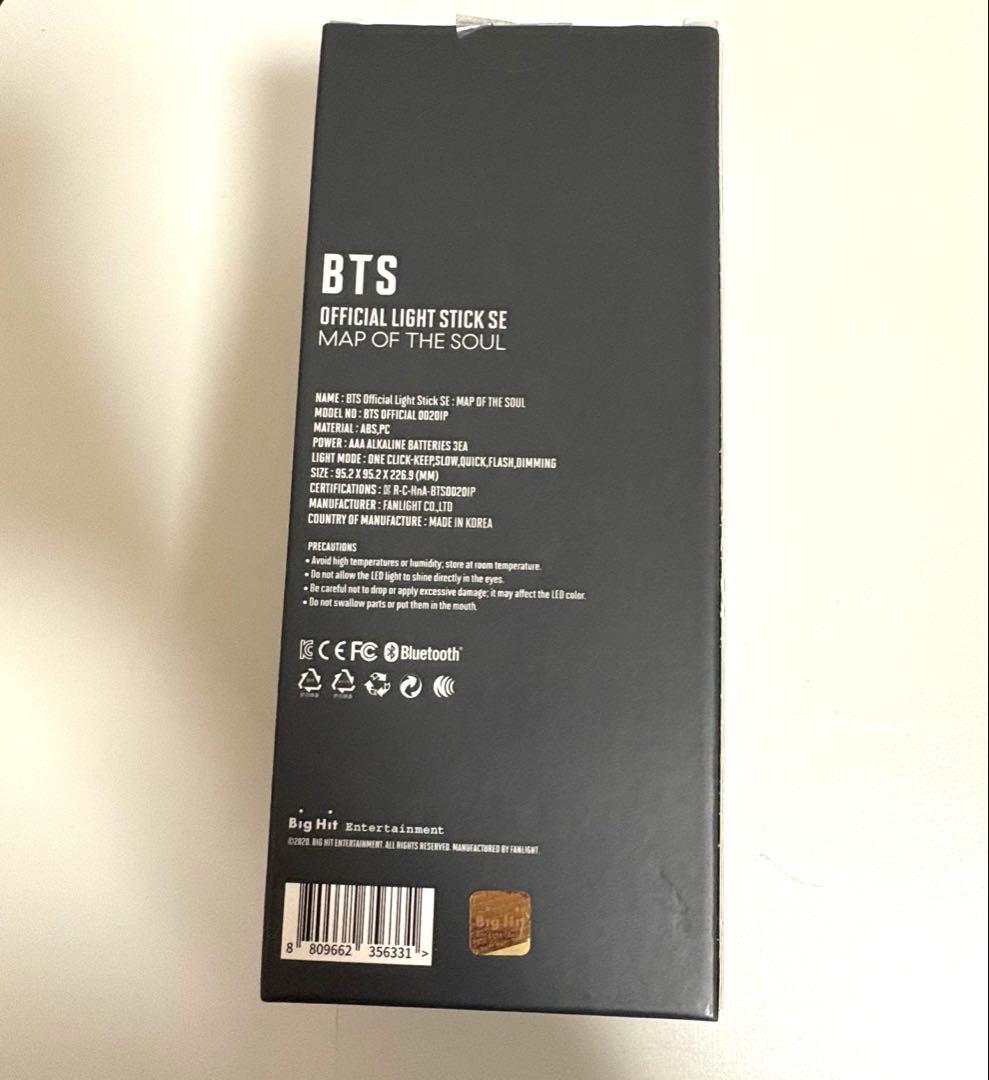 BTS
OFFICIAL LIGHT STICK SE
MAP OF THE SOUL
NAME : BTS Official Light Stick SE : MAP OF THE SOUL
MODEL NO : BTS OFFICIAL 00201P
MATERIAL : ABS,PC
POWER : AAA ALKALINE BATTERIES 3EA
LIGHT MODE : ONE CLICK-KEEP,SLOW,QUICK,FLASH,DIMMING
SIZE : 95.2 X 95.2 X 226.9 (MM)
CERTIFICATIONS : R-C-HnA-BTS00201P
MANUFACTURER : FANLIGHT CO.,LTD
COUNTRY OF MANUFACTURE : MADE IN KOREA
PRECAUTIONS
• Avoid high temperatures or humidity; store at room temperature.
• Do not allow the LED light to shine directly in the eyes.
• Be careful not to drop or apply excessive damage; it may affect the LED color.
• Do not swallow parts or put them in the mouth.
CE FC Bluetooth®
Big Hit Entertainment
©2020. BIG HIT ENTERTAINMENT. ALL RIGHTS RESERVED. MANUFACTURED BY FANLIGHT.
8 809662 356331 >
Big Hit